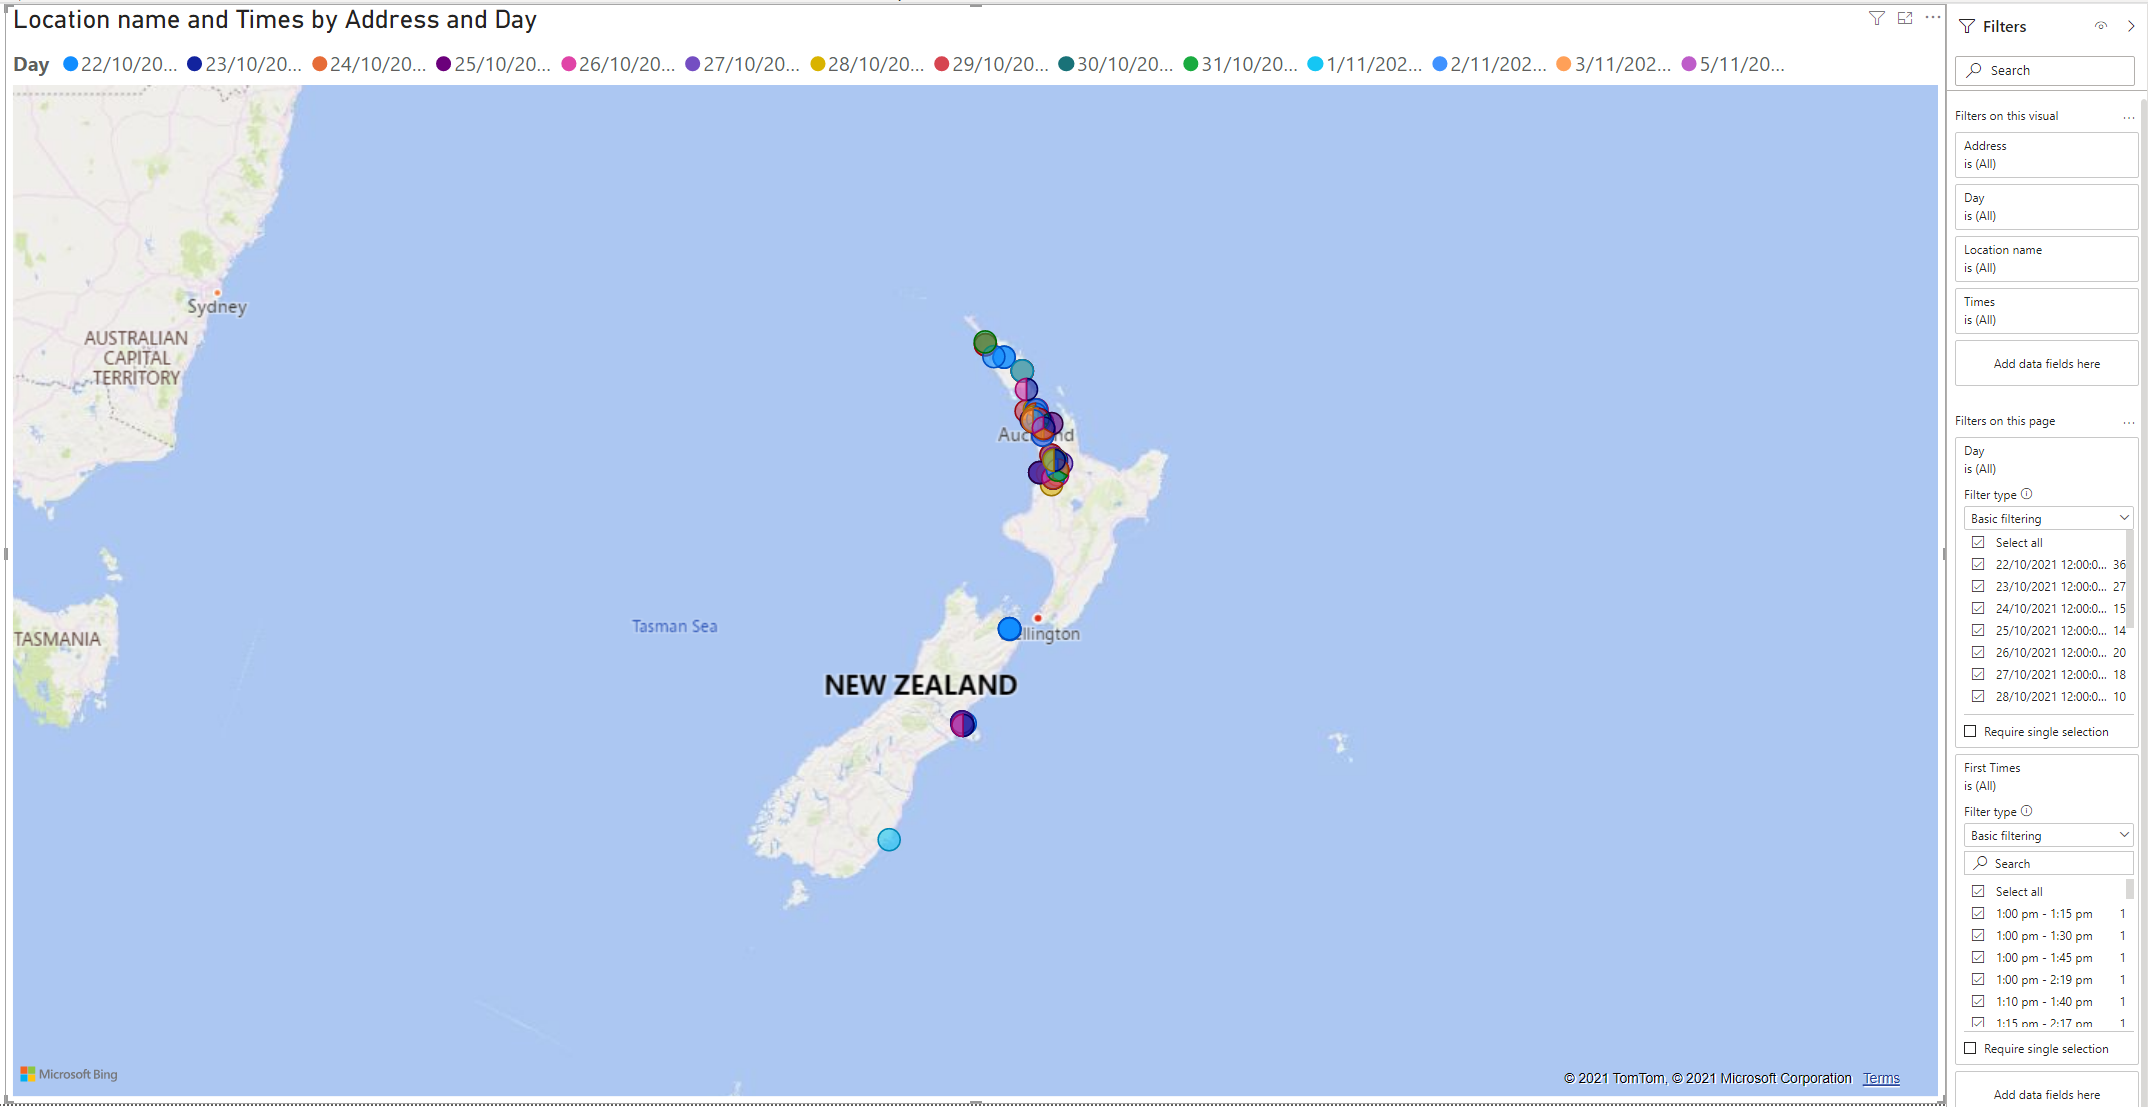 Location name and Times by Address and Day
Day 22/10/20... 23/10/20... 24/10/20... 25/10/20... 26/10/20... 27/10/20... 28/10/20... 29/10/20... 30/10/20... 31/10/20... 1/11/202... 2/11/202... 3/11/202... 5/11/20...
Sydney
AUSTRALIAN
CAPITAL
TERRITORY
TASMANIA
Tasman Sea
Auc nd
llington
NEW ZEALAND
Microsoft Bing
© 2021 TomTom, © 2021 Microsoft Corporation Terms
Filters
Search
Filters on this visual ...
Address
is (All)
Day
is (All)
Location name
is (All)
Times
is (All)
Add data fields here
Filters on this page ...
Day
is (All)
Filter type
Basic filtering
Select all
22/10/2021 12:00:0... 36
23/10/2021 12:00:0... 27
24/10/2021 12:00:0... 15
25/10/2021 12:00:0... 14
26/10/2021 12:00:0... 20
27/10/2021 12:00:0... 18
28/10/2021 12:00:0... 10
Require single selection
First Times
is (All)
Filter type
Basic filtering
Search
Select all
1:00 pm - 1:15 pm 1
1:00 pm - 1:30 pm 1
1:00 pm - 1:45 pm 1
1:00 pm - 2:19 pm 1
1:10 pm - 1:40 pm 1
1:15 pm - 2:17 pm 1
Require single selection
Add data fields here